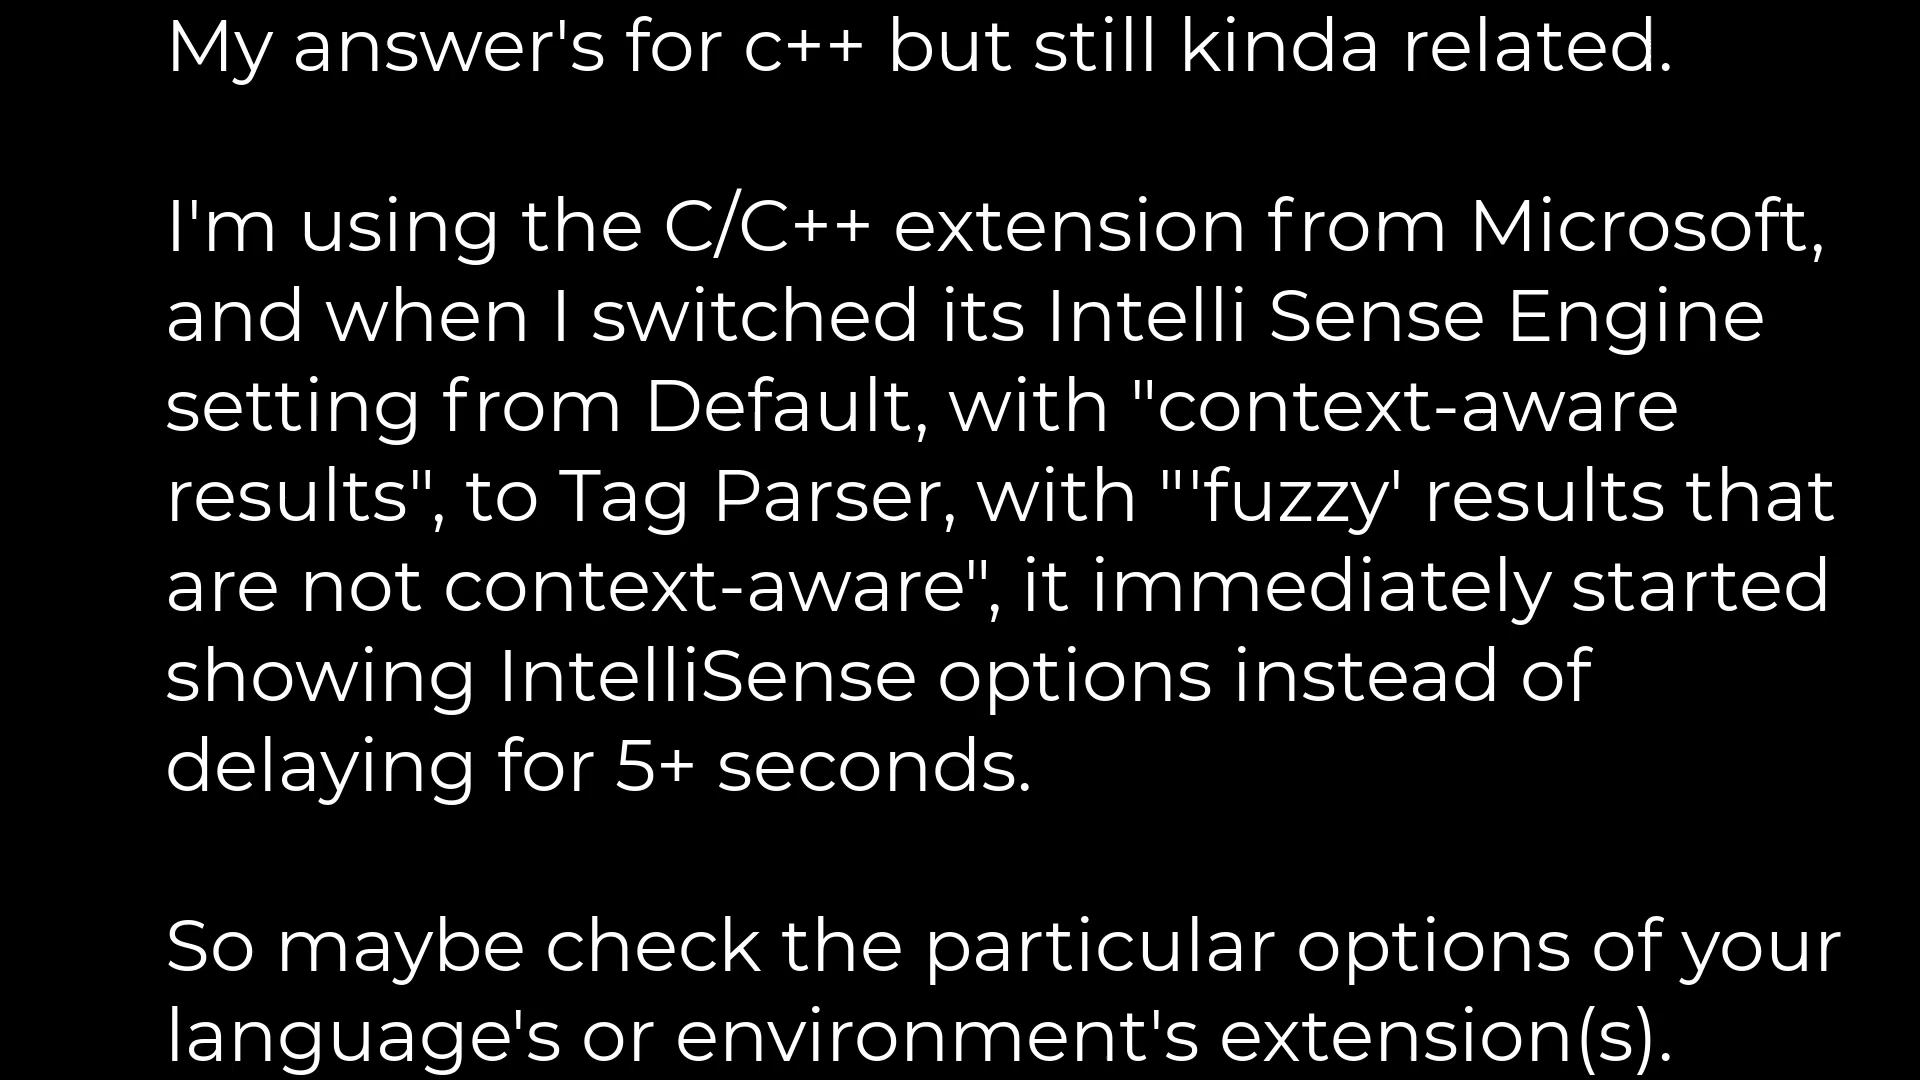 My answer's for c++ but still kinda related.
I'm using the C/C++ extension from Microsoft,
and when I switched its Intelli Sense Engine
setting from Default, with "context-aware
results", to Tag Parser, with "'fuzzy' results that
are not context-aware", it immediately started
showing IntelliSense options instead of
delaying for 5+ seconds.
So maybe check the particular options of your
language's or environment's extension(s).